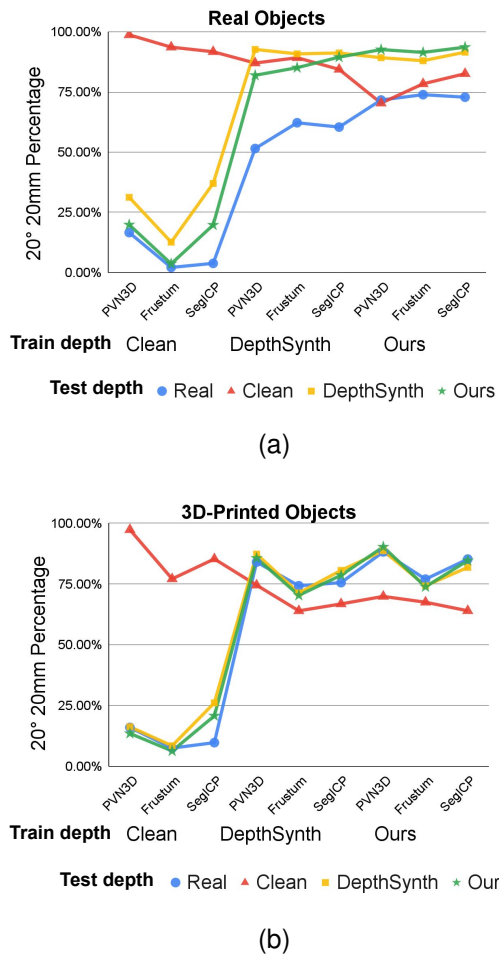 Real Objects
20° 20mm Percentage
100.00%
75.00%
50.00%
25.00%
0.00%
PVN3D Frustum SegICP PVN3D Frustum SegICP PVN3D Frustum SegICP
Train depth Clean DepthSynth Ours
Test depth Real Clean DepthSynth Ours
(a)
3D-Printed Objects
20° 20mm Percentage
100.00%
75.00%
50.00%
25.00%
0.00%
PVN3D Frustum SegICP PVN3D Frustum SegICP PVN3D Frustum SegICP
Train depth Clean DepthSynth Ours
Test depth Real Clean DepthSynth Our
(b)